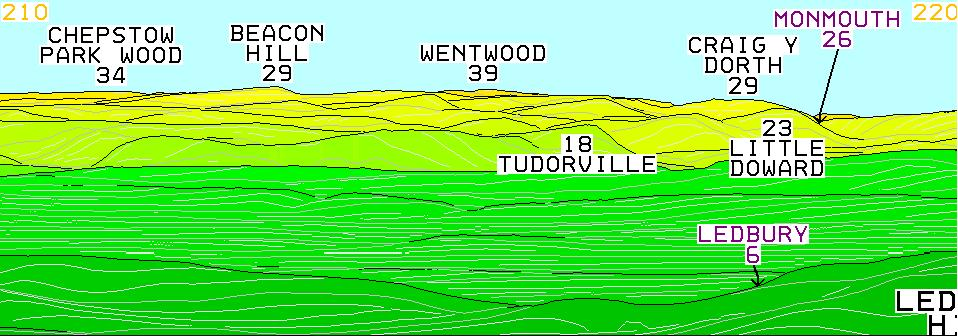 210
220
CHEPSTOW
PARK WOOD
34
BEACON
HILL
29
WENTWOOD
39
CRAIG Y
DORTH
29
MONMOUTH
26
18
TUDORVILLE
23
LITTLE
DOWARD
LEDBURY
6
LED
H